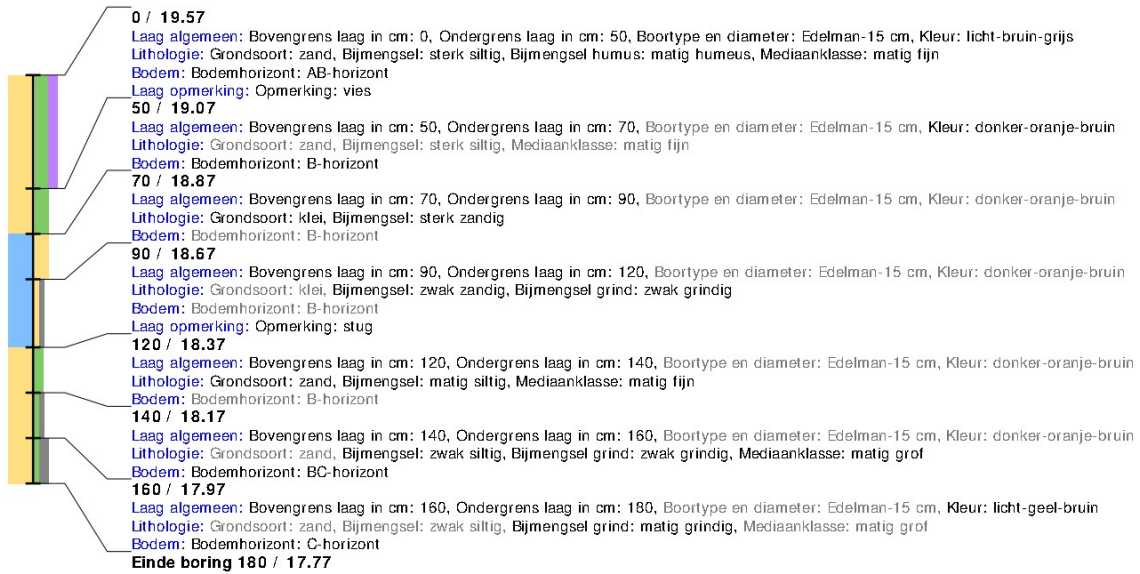 0 / 19.57
Laag algemeen: Bovengrens laag in cm: 0, Ondergrens laag in cm: 50, Boortype en diameter: Edelman-15 cm, Kleur: licht-bruin-grijs
Lithologie: Grondsoort: zand, Bijmengsel: sterk siltig, Bijmengsel humus: matig humeus, Mediaanklasse: matig fijn
Bodem: Bodemhorizont: AB-horizont
Laag opmerking: Opmerking: vies
50 / 19.07
Laag algemeen: Bovengrens laag in cm: 50, Ondergrens laag in cm: 70, Boortype en diameter: Edelman-15 cm, Kleur: donker-oranje-bruin
Lithologie: Grondsoort: zand, Bijmengsel: sterk siltig, Mediaanklasse: matig fijn
Bodem: Bodemhorizont: B-horizont
70 / 18.87
Laag algemeen: Bovengrens laag in cm: 70, Ondergrens laag in cm: 90, Boortype en diameter: Edelman-15 cm, Kleur: donker-oranje-bruin
Lithologie: Grondsoort: klei, Bijmengsel: sterk zandig
Bodem: Bodemhorizont: B-horizont
90 / 18.67
Laag algemeen: Bovengrens laag in cm: 90, Ondergrens laag in cm: 120, Boortype en diameter: Edelman-15 cm, Kleur: donker-oranje-bruin
Lithologie: Grondsoort: klei, Bijmengsel: zwak zandig, Bijmengsel grind: zwak grindig
Bodem: Bodemhorizont: B-horizont
Laag opmerking: Opmerking: stug
120 / 18.37
Laag algemeen: Bovengrens laag in cm: 120, Ondergrens laag in cm: 140, Boortype en diameter: Edelman-15 cm, Kleur: donker-oranje-bruin
Lithologie: Grondsoort: zand, Bijmengsel: matig siltig, Mediaanklasse: matig fijn
Bodem: Bodemhorizont: B-horizont
140 / 18.17
Laag algemeen: Bovengrens laag in cm: 140, Ondergrens laag in cm: 160, Boortype en diameter: Edelman-15 cm, Kleur: donker-oranje-bruin
Lithologie: Grondsoort: zand, Bijmengsel: zwak siltig, Bijmengsel grind: zwak grindig, Mediaanklasse: matig grof
Bodem: Bodemhorizont: BC-horizont
160 / 17.97
Laag algemeen: Bovengrens laag in cm: 160, Ondergrens laag in cm: 180, Boortype en diameter: Edelman-15 cm, Kleur: licht-geel-bruin
Lithologie: Grondsoort: zand, Bijmengsel: zwak siltig, Bijmengsel grind: matig grindig, Mediaanklasse: matig grof
Bodem: Bodemhorizont: C-horizont
Einde boring 180 / 17.77